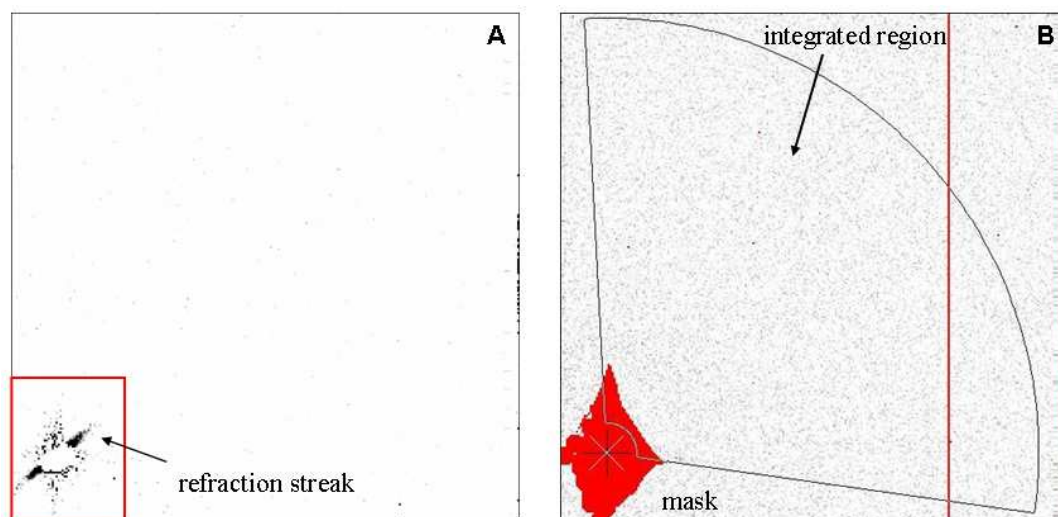 A
refraction streak
integrated region
B
mask